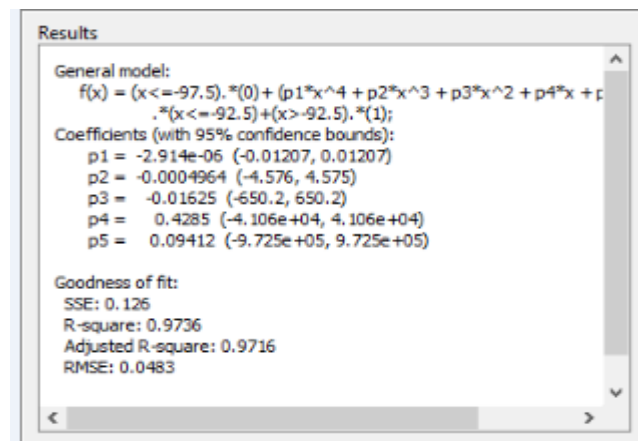 Results
General model:
f(x) = (x<=-97.5).*(0)+ (p1*x^4 + p2*x^3 + p3*x^2 + p4*x + p
.*(x<=-92.5)+(x>-92.5).*(1);
Coefficients (with 95% confidence bounds):
p1 = -2.914e-06 (-0.01207, 0.01207)
p2 = -0.0004964 (-4.576, 4.575)
p3 = -0.01625 (-650.2, 650.2)
p4 = 0.4285 (-4.106e+04, 4.106e+04)
p5 = 0.09412 (-9.725e+05, 9.725e+05)
Goodness of fit:
SSE: 0.126
R-square: 0.9736
Adjusted R-square: 0.9716
RMSE: 0.0483